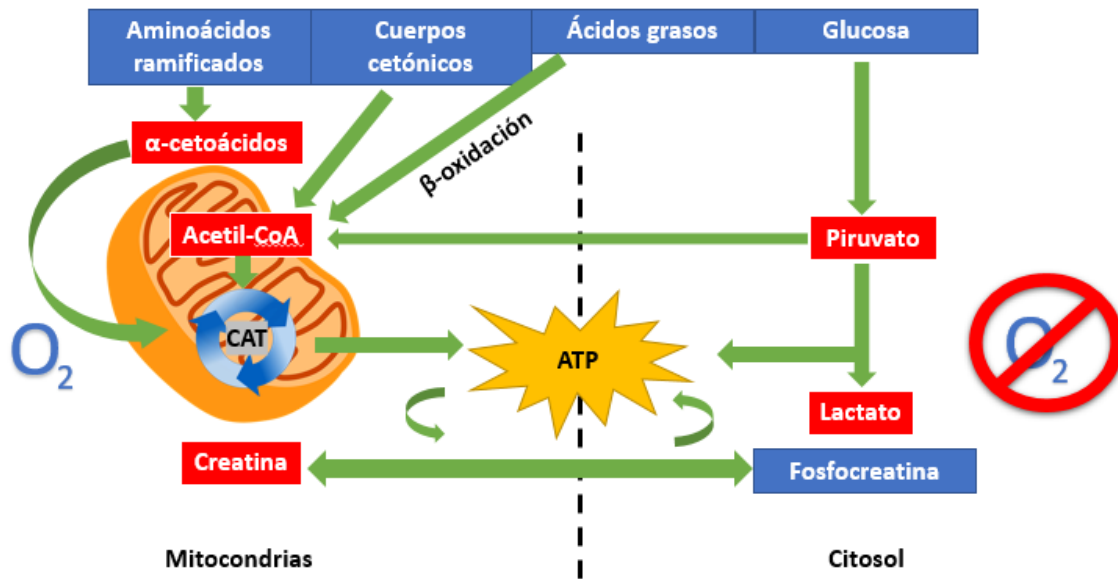 Aminoácidos
ramificados
Cuerpos
cetónicos
Ácidos grasos
Glucosa
α-cetoácidos
β-oxidación
Acetil-CoA
Piruvato
O2
CAT
ATP
O2
Lactato
Creatina
Fosfocreatina
Mitocondrias
Citosol